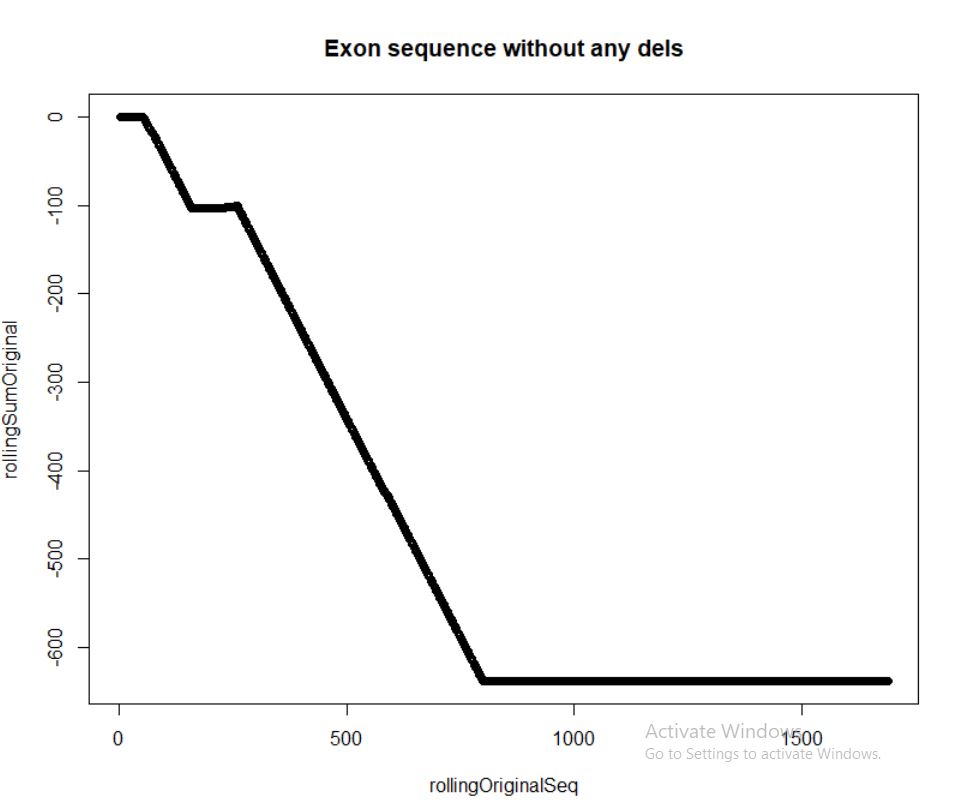 Exon sequence without any dels
0
-100
-200
-300
-400
-500
-600
rollingSumOriginal
0 500 1000 1500
Activate Windows
Go to Settings to activate Windows.
rollingOriginalSeq